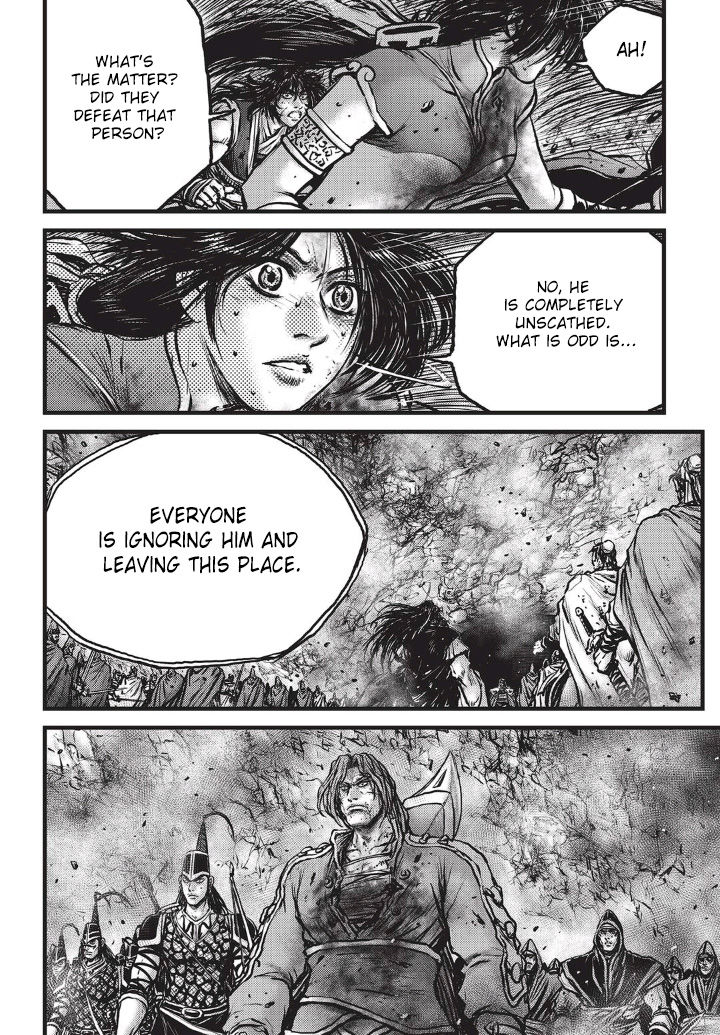 WHAT'S
THE MATTER?
DID THEY
DEFEAT THAT
PERSON?
AH!
NO, HE
IS COMPLETELY
UNSCATHED.
WHAT IS ODD IS...
EVERYONE
IS IGNORING HIM AND
LEAVING THIS PLACE.